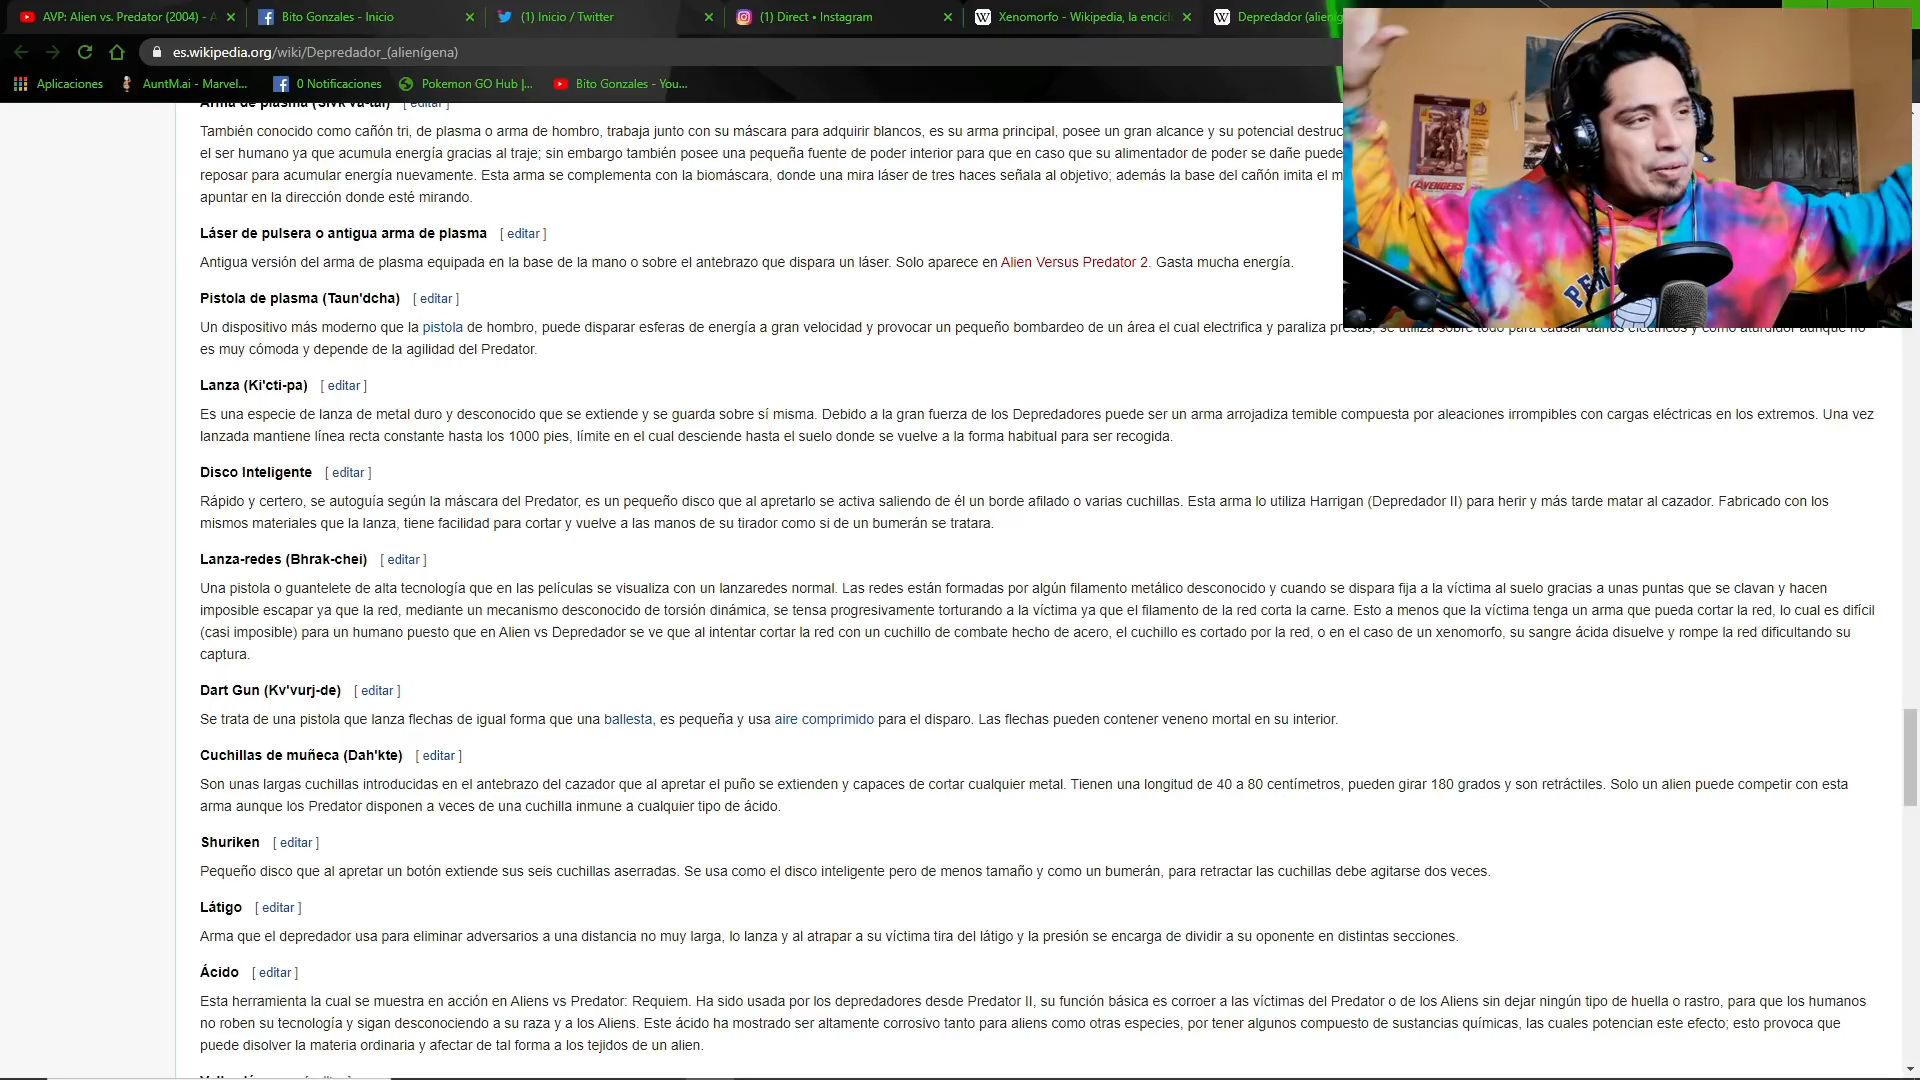 AVP: Alien vs. Predator (2004) - A
Bito Gonzales - Inicio
(1) Inicio / Twitter
(1) Direct • Instagram
Xenomorfo - Wikipedia, la encicl
Depredador (alieníg
es.wikipedia.org/wiki/Depredador_(alienígena)
Aplicaciones
AuntM.ai - Marvel...
0 Notificaciones
Pokemon GO Hub |...
Bito Gonzales - You...
Arma de plasma (Sivk'va-tai) [ editar ]
También conocido como cañón tri, de plasma o arma de hombro, trabaja junto con su máscara para adquirir blancos, es su arma principal, posee un gran alcance y su potencial destruc
el ser humano ya que acumula energía gracias al traje; sin embargo también posee una pequeña fuente de poder interior para que en caso que su alimentador de poder se dañe puede
reposar para acumular energía nuevamente. Esta arma se complementa con la biomáscara, donde una mira láser de tres haces señala al objetivo; además la base del cañón imita el m
apuntar en la dirección donde esté mirando.
Láser de pulsera o antigua arma de plasma [ editar ]
Antigua versión del arma de plasma equipada en la base de la mano o sobre el antebrazo que dispara un láser. Solo aparece en Alien Versus Predator 2. Gasta mucha energía.
Pistola de plasma (Taun'dcha) [ editar ]
Un dispositivo más moderno que la pistola de hombro, puede disparar esferas de energía a gran velocidad y provocar un pequeño bombardeo de un área el cual electrifica y paraliza presas, se utiliza sobre todo para causar daños eléctricos y como aturdidor aunque no
es muy cómoda y depende de la agilidad del Predator.
Lanza (Ki'cti-pa) [ editar ]
Es una especie de lanza de metal duro y desconocido que se extiende y se guarda sobre sí misma. Debido a la gran fuerza de los Depredadores puede ser un arma arrojadiza temible compuesta por aleaciones irrompibles con cargas eléctricas en los extremos. Una vez
lanzada mantiene línea recta constante hasta los 1000 pies, límite en el cual desciende hasta el suelo donde se vuelve a la forma habitual para ser recogida.
Disco Inteligente [ editar ]
Rápido y certero, se autoguía según la máscara del Predator, es un pequeño disco que al apretarlo se activa saliendo de él un borde afilado o varias cuchillas. Esta arma lo utiliza Harrigan (Depredador II) para herir y más tarde matar al cazador. Fabricado con los
mismos materiales que la lanza, tiene facilidad para cortar y vuelve a las manos de su tirador como si de un bumerán se tratara.
Lanza-redes (Bhrak-chei) [ editar ]
Una pistola o guantelete de alta tecnología que en las películas se visualiza con un lanzaredes normal. Las redes están formadas por algún filamento metálico desconocido y cuando se dispara fija a la víctima al suelo gracias a unas puntas que se clavan y hacen
imposible escapar ya que la red, mediante un mecanismo desconocido de torsión dinámica, se tensa progresivamente torturando a la víctima ya que el filamento de la red corta la carne. Esto a menos que la víctima tenga un arma que pueda cortar la red, lo cual es difícil
(casi imposible) para un humano puesto que en Alien vs Depredador se ve que al intentar cortar la red con un cuchillo de combate hecho de acero, el cuchillo es cortado por la red, o en el caso de un xenomorfo, su sangre ácida disuelve y rompe la red dificultando su
captura.
Dart Gun (Kv'vurj-de) [ editar ]
Se trata de una pistola que lanza flechas de igual forma que una ballesta, es pequeña y usa aire comprimido para el disparo. Las flechas pueden contener veneno mortal en su interior.
Cuchillas de muñeca (Dah'kte) [ editar ]
Son unas largas cuchillas introducidas en el antebrazo del cazador que al apretar el puño se extienden y capaces de cortar cualquier metal. Tienen una longitud de 40 a 80 centímetros, pueden girar 180 grados y son retráctiles. Solo un alien puede competir con esta
arma aunque los Predator disponen a veces de una cuchilla inmune a cualquier tipo de ácido.
Shuriken [ editar ]
Pequeño disco que al apretar un botón extiende sus seis cuchillas aserradas. Se usa como el disco inteligente pero de menos tamaño y como un bumerán, para retractar las cuchillas debe agitarse dos veces.
Látigo [ editar ]
Arma que el depredador usa para eliminar adversarios a una distancia no muy larga, lo lanza y al atrapar a su víctima tira del látigo y la presión se encarga de dividir a su oponente en distintas secciones.
Ácido [ editar ]
Esta herramienta la cual se muestra en acción en Aliens vs Predator: Requiem. Ha sido usada por los depredadores desde Predator II, su función básica es corroer a las víctimas del Predator o de los Aliens sin dejar ningún tipo de huella o rastro, para que los humanos
no roben su tecnología y sigan desconociendo a su raza y a los Aliens. Este ácido ha mostrado ser altamente corrosivo tanto para aliens como otras especies, por tener algunos compuesto de sustancias químicas, las cuales potencian este efecto; esto provoca que
puede disolver la materia ordinaria y afectar de tal forma a los tejidos de un alien.
AVENGERS
PEN